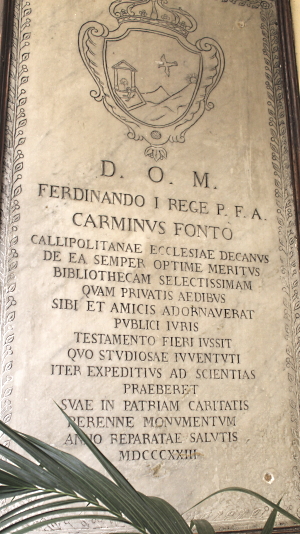 D. O. M.
FERDINANDO I REGE P. F. A.
CARMINVS FONTÒ
CALLIPOLITANAE ECCLESIAE DECANVS
DE EA SEMPER OPTIME MERITVS
BIBLIOTHECAM SELECTISSIMAM
QVAM PRIVATIS AEDIBVS
SIBI ET AMICIS ADORNAVERAT
PVBLICI IVRIS
TESTAMENTO FIERI IVSSIT
QVO STVDIOSAE IVVENTVTI
ITER EXPEDITIVS AD SCIENTIAS
PRAEBERET
SVAE IN PATRIAM CARITATIS
PERENNE MONVMENTVM
ANNO REPARATAE SALVTIS
MDCCCXXIII